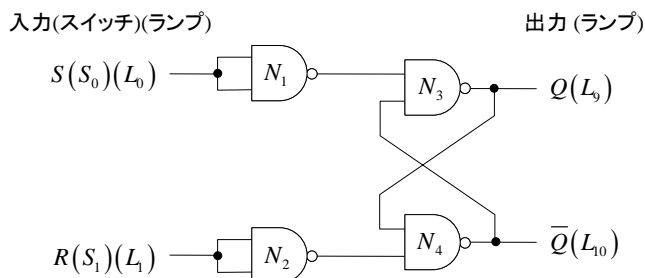 入力(スイッチ)(ランプ) 出力 (ランプ)
S(S₀)(L₀) N₁ N₃ Q(L₉)
R(S₁)(L₁) N₂ N₄ Q̅(L₁₀)